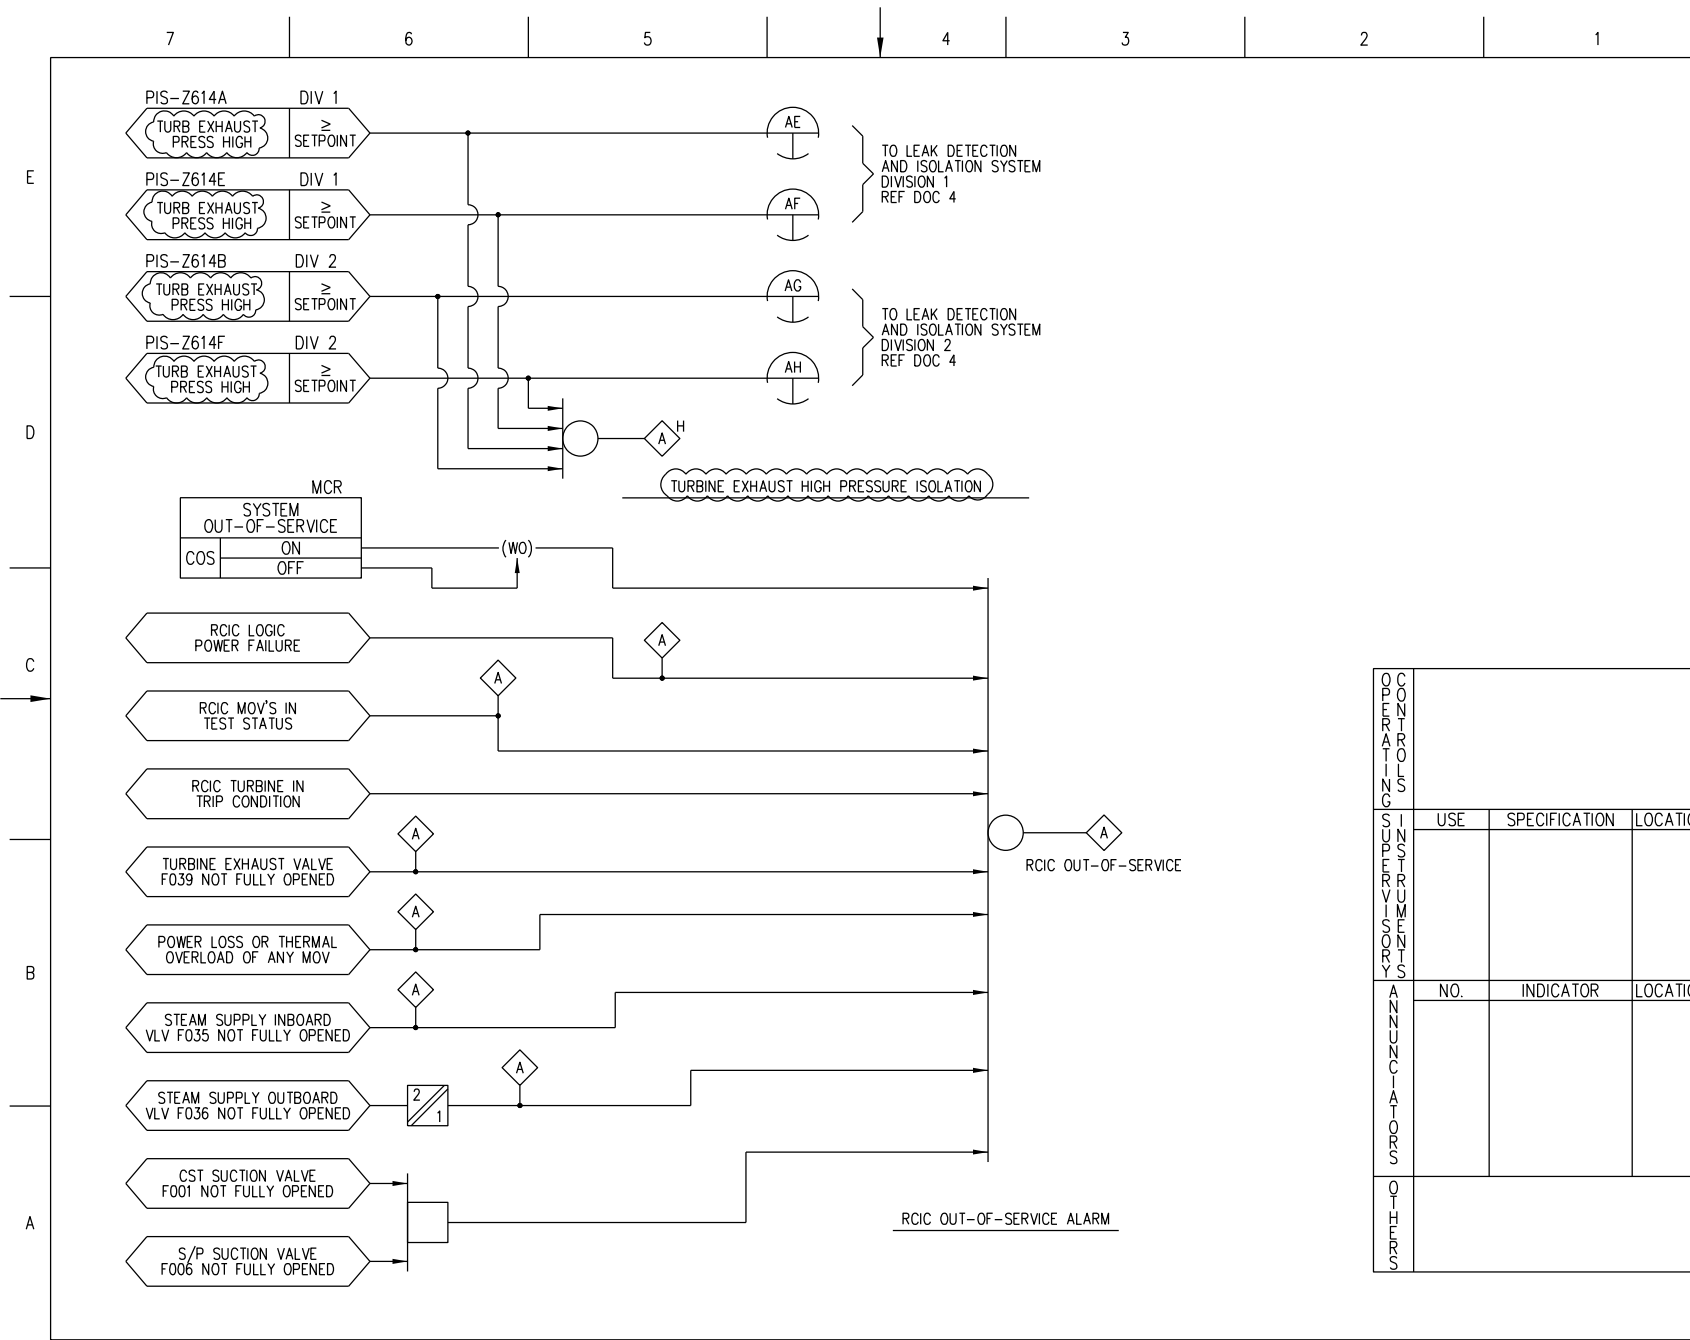 7 6 5 4 3 2 1
PIS-Z614A DIV 1
TURB EXHAUST
PRESS HIGH
≥
SETPOINT
AE
PIS-Z614E DIV 1
TURB EXHAUST
PRESS HIGH
≥
SETPOINT
AF
TO LEAK DETECTION
AND ISOLATION SYSTEM
DIVISION 1
REF DOC 4
E
PIS-Z614B DIV 2
TURB EXHAUST
PRESS HIGH
≥
SETPOINT
AG
PIS-Z614F DIV 2
TURB EXHAUST
PRESS HIGH
≥
SETPOINT
AH
TO LEAK DETECTION
AND ISOLATION SYSTEM
DIVISION 2
REF DOC 4
D
A H
TURBINE EXHAUST HIGH PRESSURE ISOLATION
MCR
SYSTEM
OUT-OF-SERVICE
COS
ON
OFF
(WO)
RCIC LOGIC
POWER FAILURE
A
C
A
RCIC MOV'S IN
TEST STATUS
RCIC TURBINE IN
TRIP CONDITION
A
TURBINE EXHAUST VALVE
F039 NOT FULLY OPENED
A
RCIC OUT-OF-SERVICE
A
POWER LOSS OR THERMAL
OVERLOAD OF ANY MOV
B
A
STEAM SUPPLY INBOARD
VLV F035 NOT FULLY OPENED
A
STEAM SUPPLY OUTBOARD
VLV F036 NOT FULLY OPENED
2
1
CST SUCTION VALVE
F001 NOT FULLY OPENED
A
S/P SUCTION VALVE
F006 NOT FULLY OPENED
RCIC OUT-OF-SERVICE ALARM
OPERATING
CONTROLS
SUPERVISORY
INSTRUMENTS
USE SPECIFICATION LOCATIO
ANNUNCIATORS
NO. INDICATOR LOCATIO
OTHERS